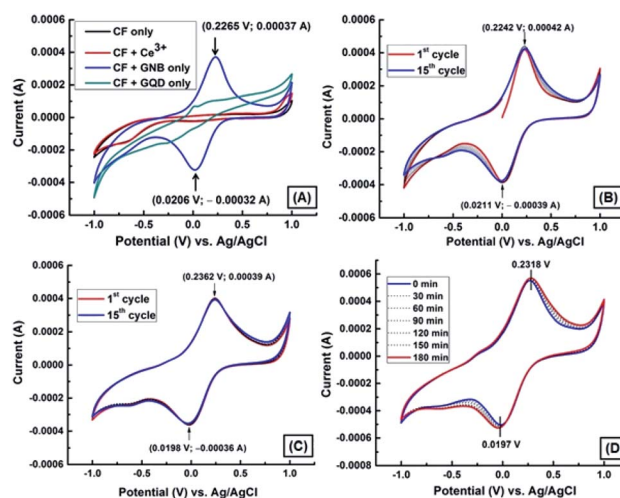 (0.2265 V; 0.00037 A)
CF only
CF + Ce3+
CF + GNB only
CF + GQD only
(0.0206 V; − 0.00032 A)
(A)
0.0006
0.0004
0.0002
0.0000
-0.0002
-0.0004
-0.0006
Current (A)
-1.0 -0.5 0.0 0.5 1.0
Potential (V) vs. Ag/AgCl
(0.2242 V; 0.00042 A)
1st cycle
15th cycle
(0.0211 V; − 0.00039 A)
(B)
0.0006
0.0004
0.0002
0.0000
-0.0002
-0.0004
-0.0006
Current (A)
-1.0 -0.5 0.0 0.5 1.0
Potential (V) vs. Ag/AgCl
(0.2362 V; 0.00039 A)
1st cycle
15th cycle
(0.0198 V; −0.00036 A)
(C)
0.0006
0.0004
0.0002
0.0000
-0.0002
-0.0004
-0.0006
Current (A)
-1.0 -0.5 0.0 0.5 1.0
Potential (V) vs. Ag/AgCl
0.2318 V
0 min
30 min
60 min
90 min
120 min
150 min
180 min
0.0197 V
(D)
0.0008
0.0006
0.0004
0.0002
0.0000
-0.0002
-0.0004
-0.0006
-0.0008
Current (A)
-1.0 -0.5 0.0 0.5 1.0
Potential (V) vs. Ag/AgCl